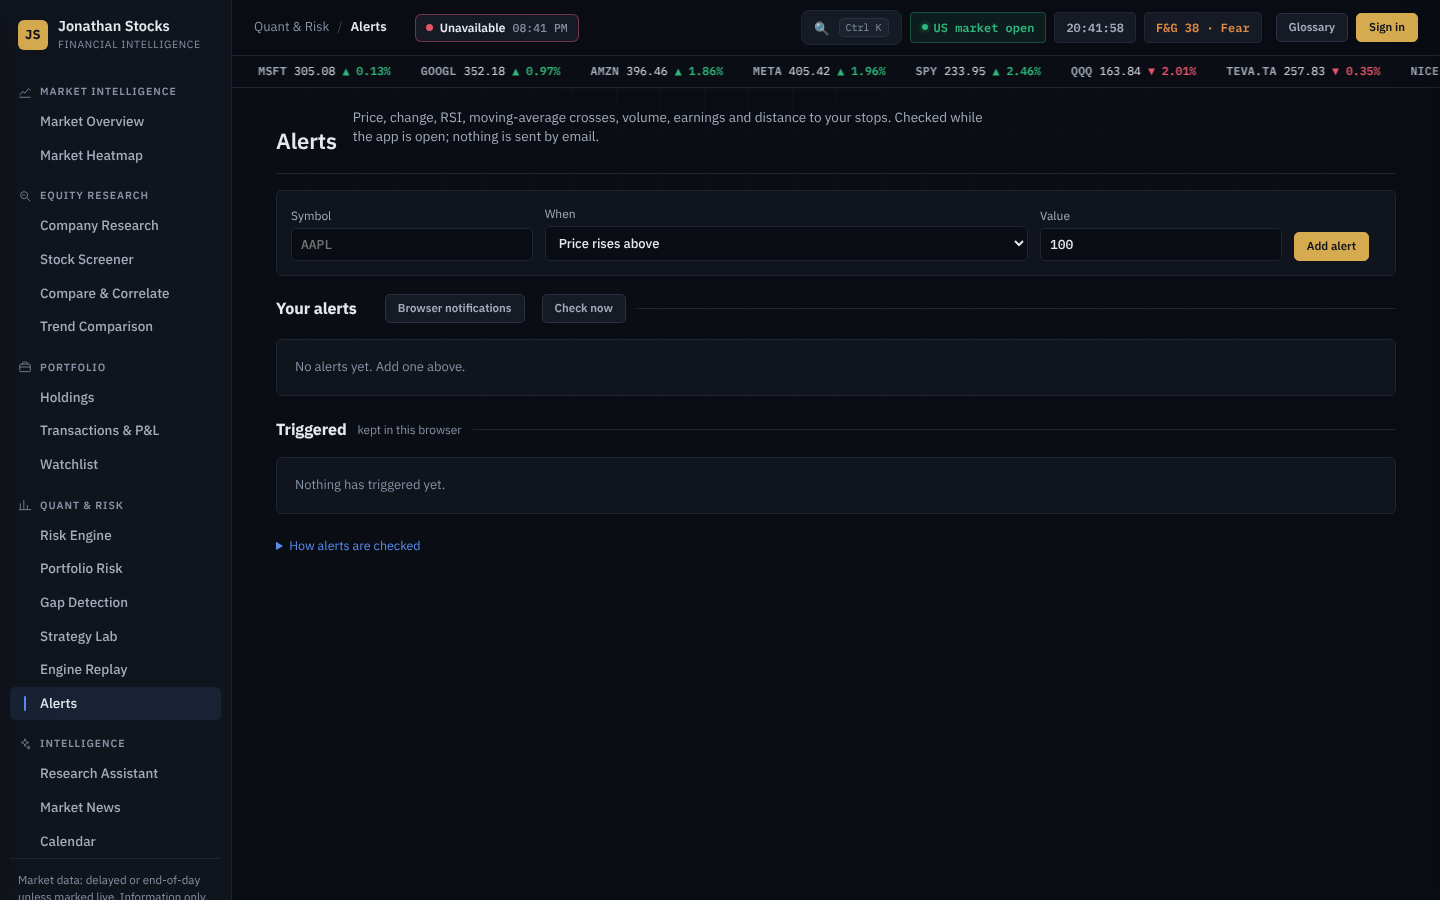 JS
Jonathan Stocks
FINANCIAL INTELLIGENCE
MARKET INTELLIGENCE
Market Overview
Market Heatmap
EQUITY RESEARCH
Company Research
Stock Screener
Compare & Correlate
Trend Comparison
PORTFOLIO
Holdings
Transactions & P&L
Watchlist
QUANT & RISK
Risk Engine
Portfolio Risk
Gap Detection
Strategy Lab
Engine Replay
Alerts
INTELLIGENCE
Research Assistant
Market News
Calendar
Market data: delayed or end-of-day
unless marked live. Information only.
Quant & Risk / Alerts
Unavailable 08:41 PM
Ctrl K
US market open
20:41:58
F&G 38 · Fear
Glossary
Sign in
MSFT 305.08 ▲ 0.13% GOOGL 352.18 ▲ 0.97% AMZN 396.46 ▲ 1.86% META 405.42 ▲ 1.96% SPY 233.95 ▲ 2.46% QQQ 163.84 ▼ 2.01% TEVA.TA 257.83 ▼ 0.35% NICE
Alerts
Price, change, RSI, moving-average crosses, volume, earnings and distance to your stops. Checked while
the app is open; nothing is sent by email.
Symbol
AAPL
When
Price rises above
Value
100
Add alert
Your alerts
Browser notifications
Check now
No alerts yet. Add one above.
Triggered kept in this browser
Nothing has triggered yet.
▶ How alerts are checked